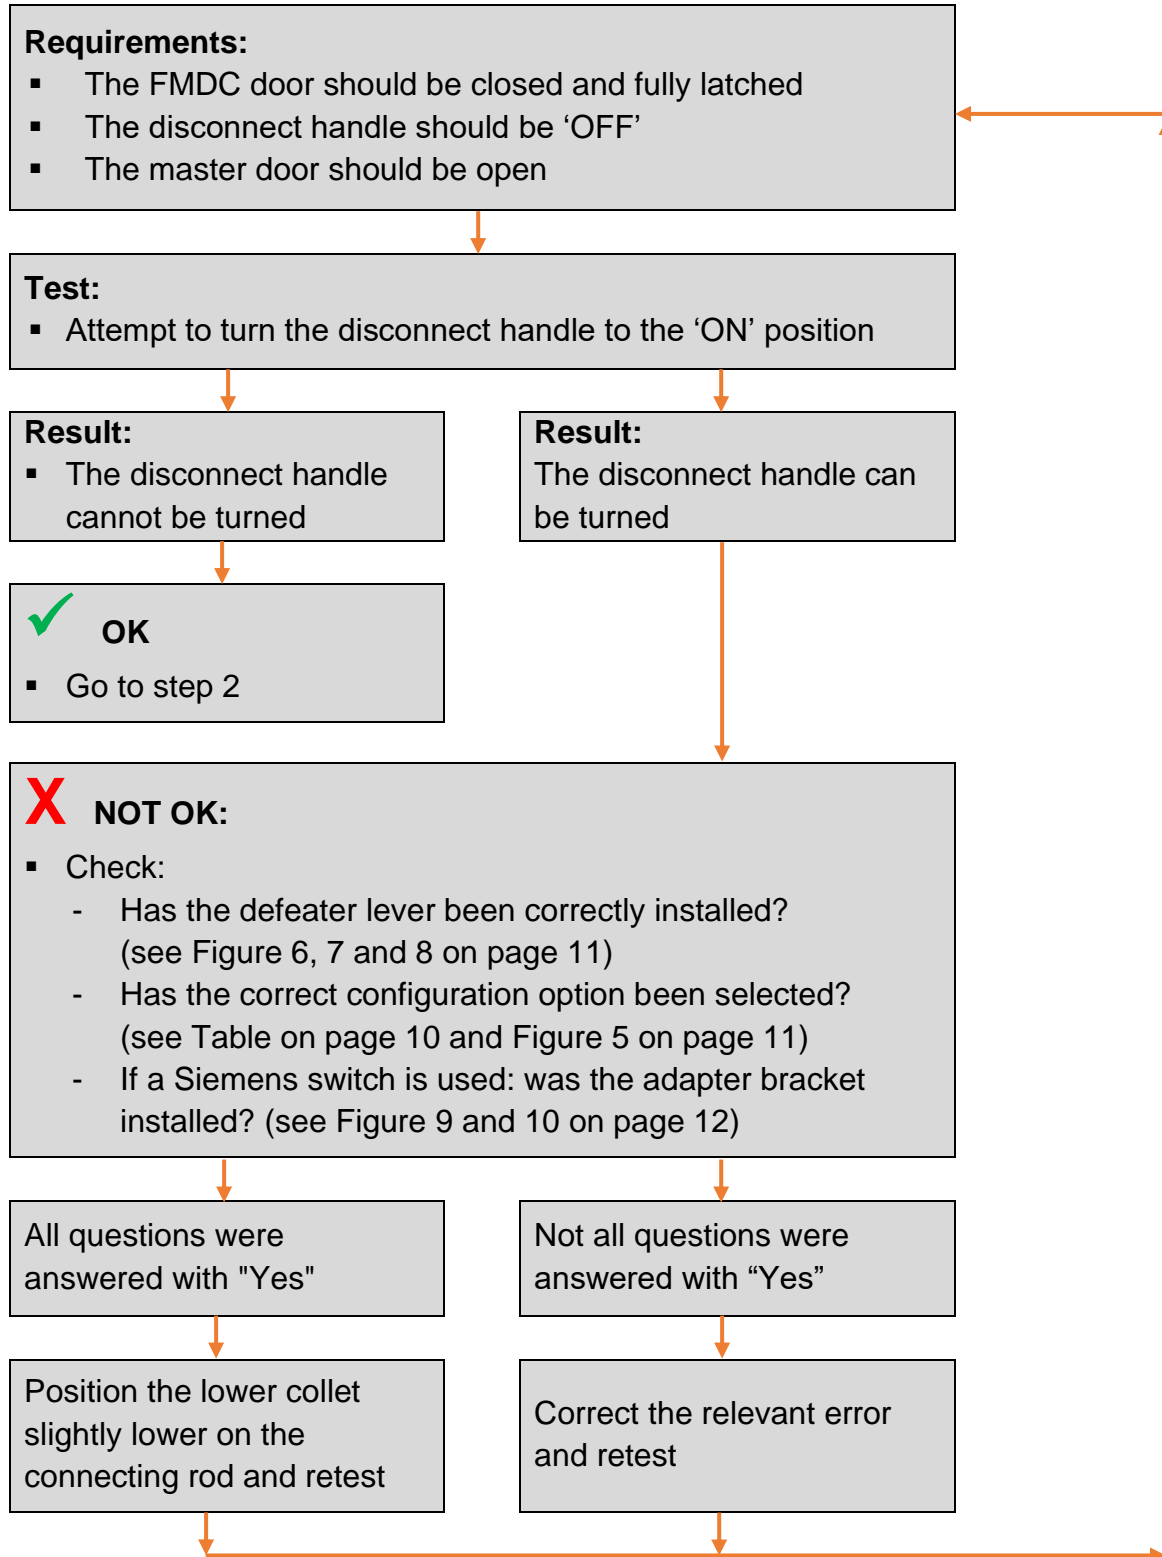 Requirements:
▪ The FMDC door should be closed and fully latched
▪ The disconnect handle should be ‘OFF’
▪ The master door should be open
Test:
▪ Attempt to turn the disconnect handle to the ‘ON’ position
Result:
▪ The disconnect handle
cannot be turned
Result:
The disconnect handle can
be turned
✓ OK
▪ Go to step 2
X NOT OK:
▪ Check:
- Has the defeater lever been correctly installed?
(see Figure 6, 7 and 8 on page 11)
- Has the correct configuration option been selected?
(see Table on page 10 and Figure 5 on page 11)
- If a Siemens switch is used: was the adapter bracket
installed? (see Figure 9 and 10 on page 12)
All questions were
answered with "Yes"
Not all questions were
answered with “Yes”
Position the lower collet
slightly lower on the
connecting rod and retest
Correct the relevant error
and retest